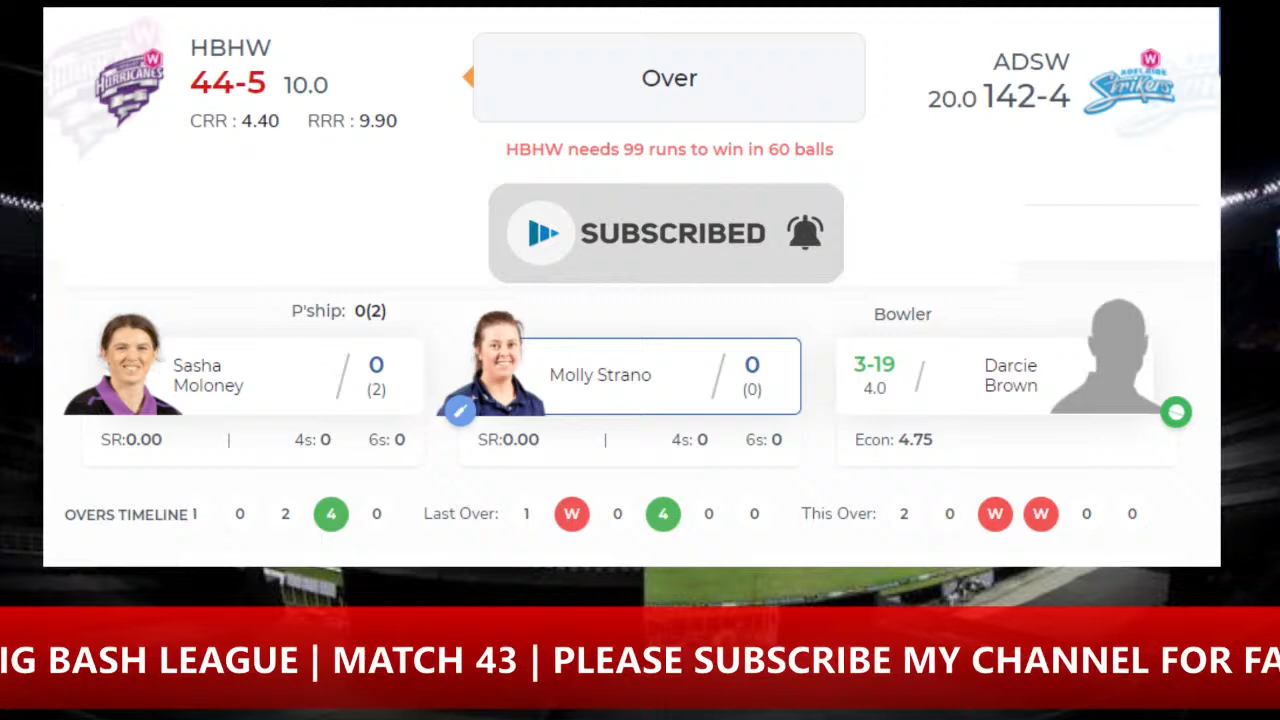 HBHW
44-5 10.0
CRR : 4.40 RRR : 9.90
Over
HBHW needs 99 runs to win in 60 balls
ADSW
20.0 142-4
W
HURRICANES
W
ADELAIDE
Strikers
SUBSCRIBED
P'ship: 0(2)
Sasha Moloney / 0 (2)
SR:0.00 | 4s: 0 6s: 0
Molly Strano / 0 (0)
SR:0.00 | 4s: 0 6s: 0
Bowler
3-19 4.0 / Darcie Brown
Econ: 4.75
OVERS TIMELINE 1 0 2 4 0 Last Over: 1 W 0 4 0 0 This Over: 2 0 W W 0 0
IG BASH LEAGUE | MATCH 43 | PLEASE SUBSCRIBE MY CHANNEL FOR FA